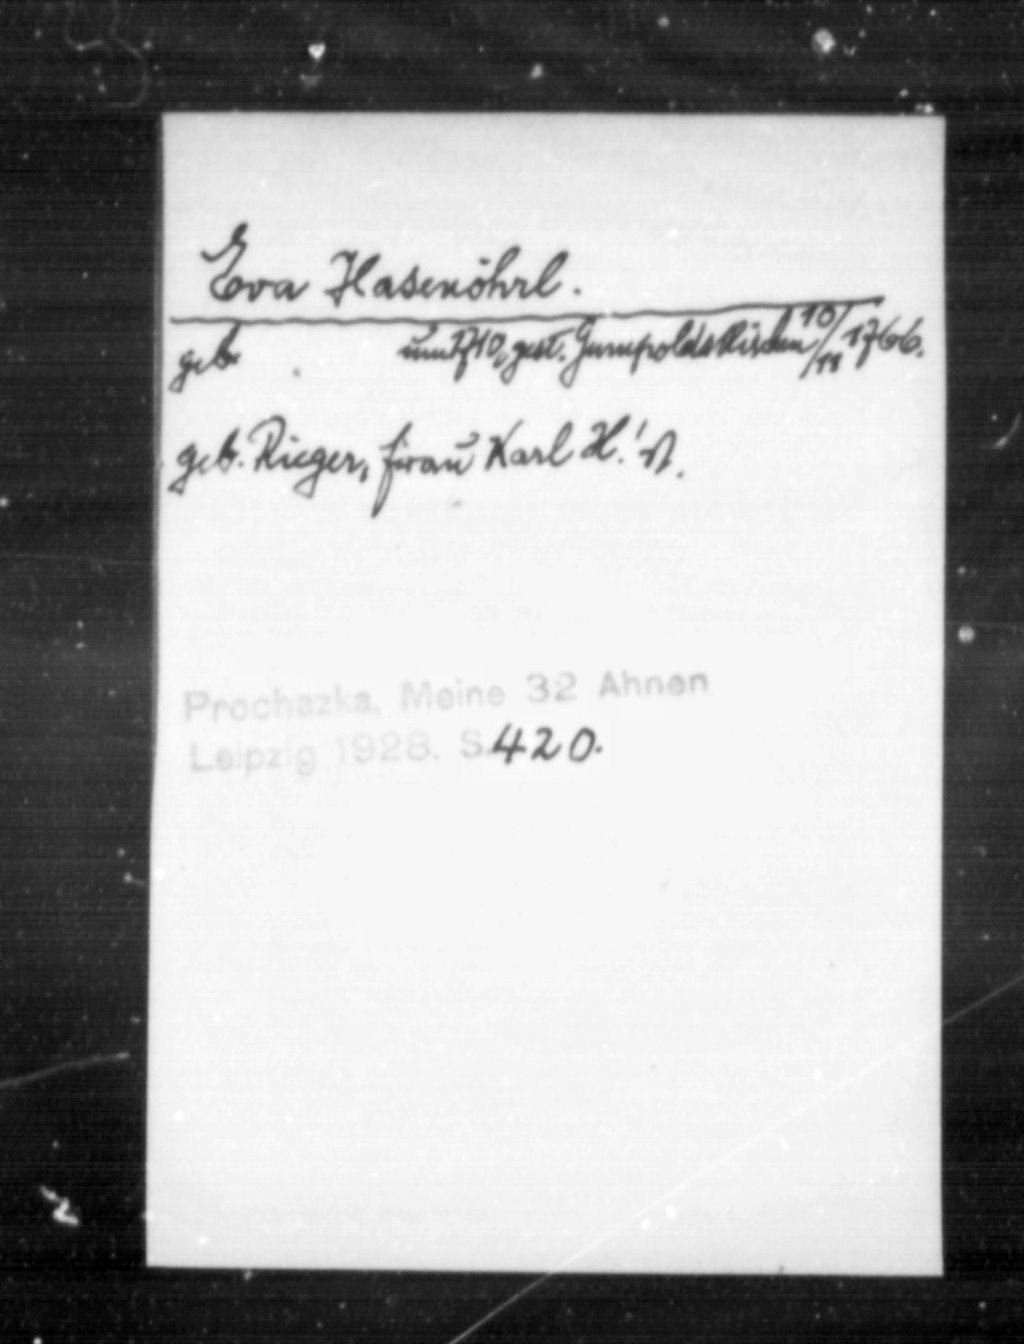 Eva Hasenöhrl.
geb. um 1710, gest. Gumpoldskirchen 10/11 1766.
geb. Rieger, Frau Karl H.'s.
Prochazka, Meine 32 Ahnen
Leipzig 1928. S. 420.